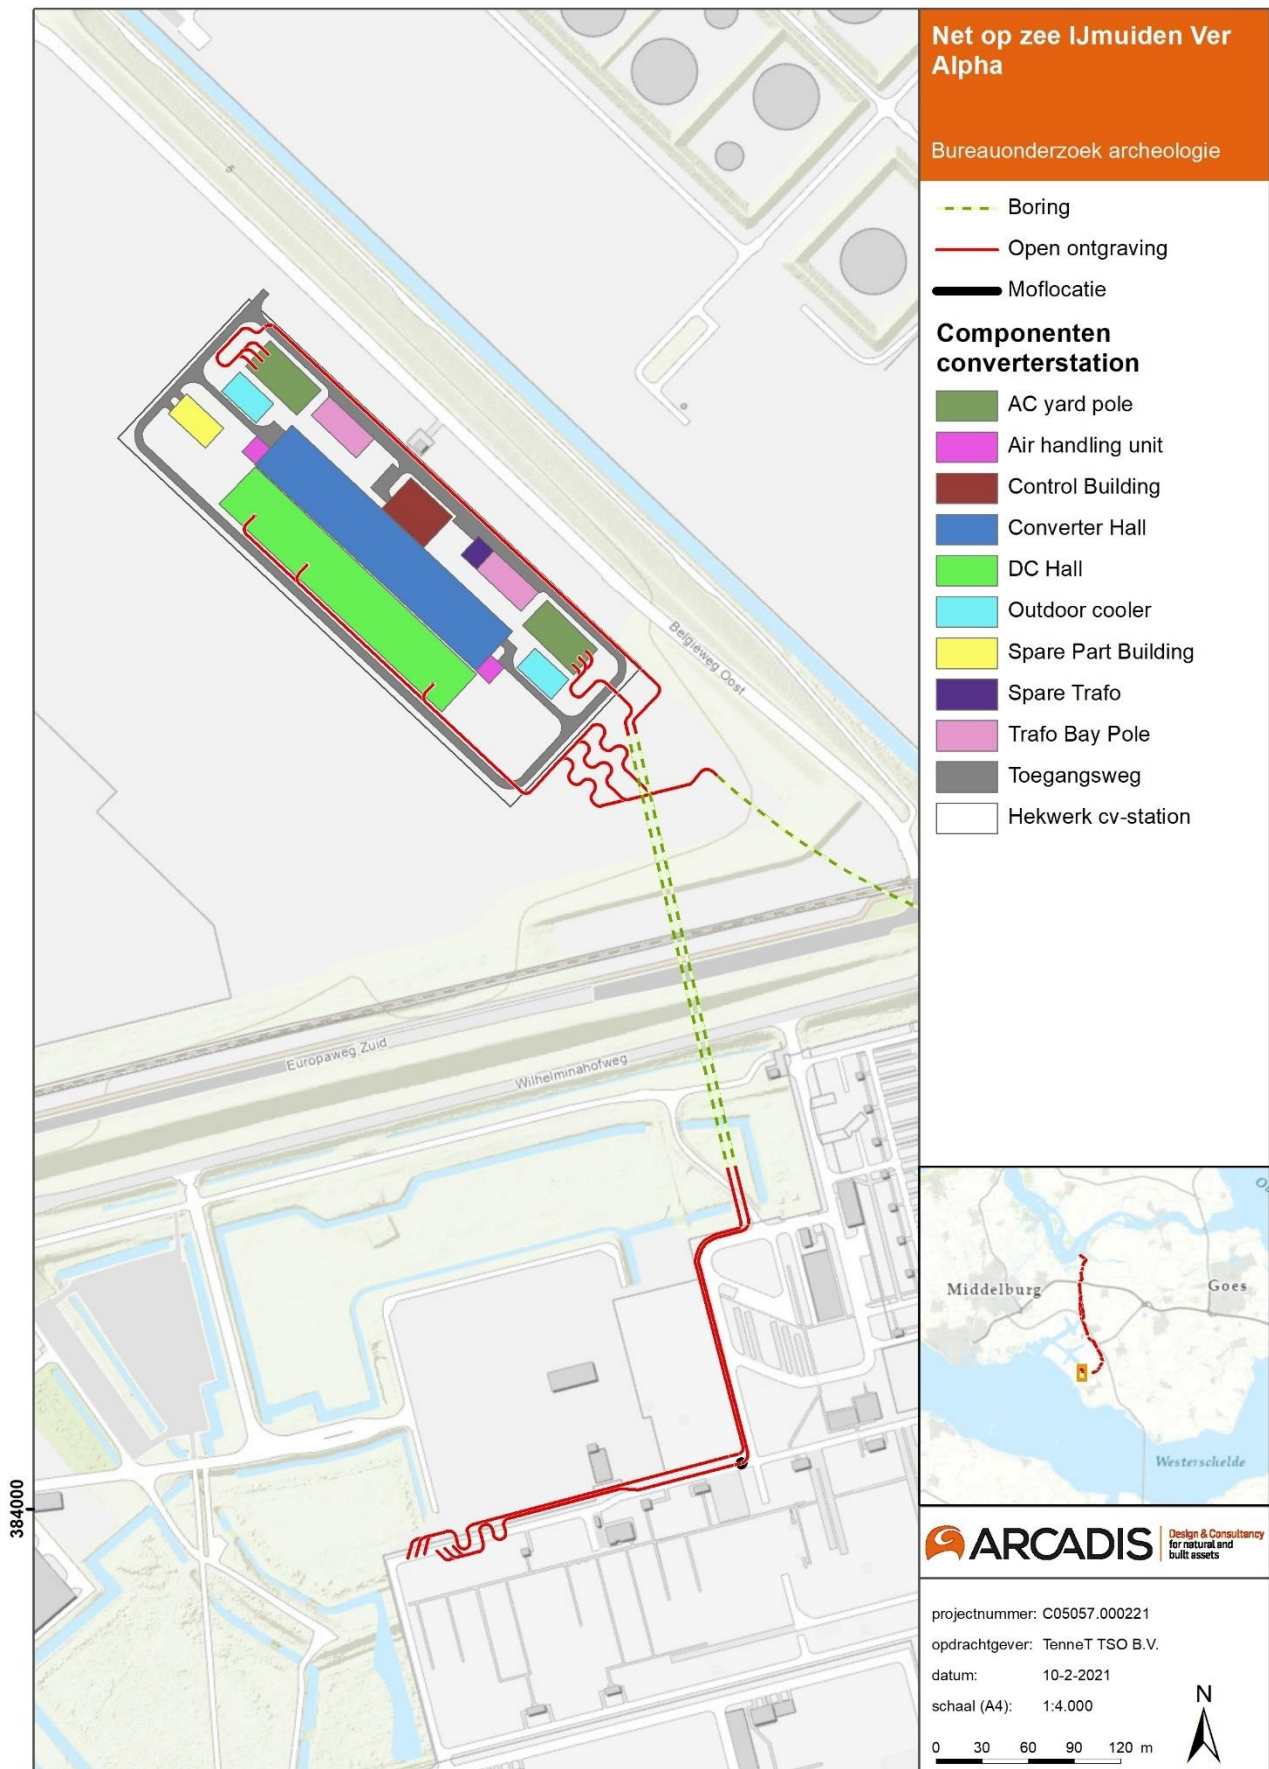 Net op zee IJmuiden Ver
Alpha
Bureauonderzoek archeologie
Boring
Open ontgraving
Moflocatie
Componenten
converterstation
AC yard pole
Air handling unit
Control Building
Converter Hall
DC Hall
Outdoor cooler
Spare Part Building
Spare Trafo
Trafo Bay Pole
Toegangsweg
Hekwerk cv-station
Belgiëweg Oost
Europaweg Zuid
Wilhelminahofweg
384000
Middelburg
Goes
Westerschelde
ARCADIS
Design & Consultancy
for natural and
built assets
projectnummer: C05057.000221
opdrachtgever: TenneT TSO B.V.
datum: 10-2-2021
schaal (A4): 1:4.000
N
0 30 60 90 120 m